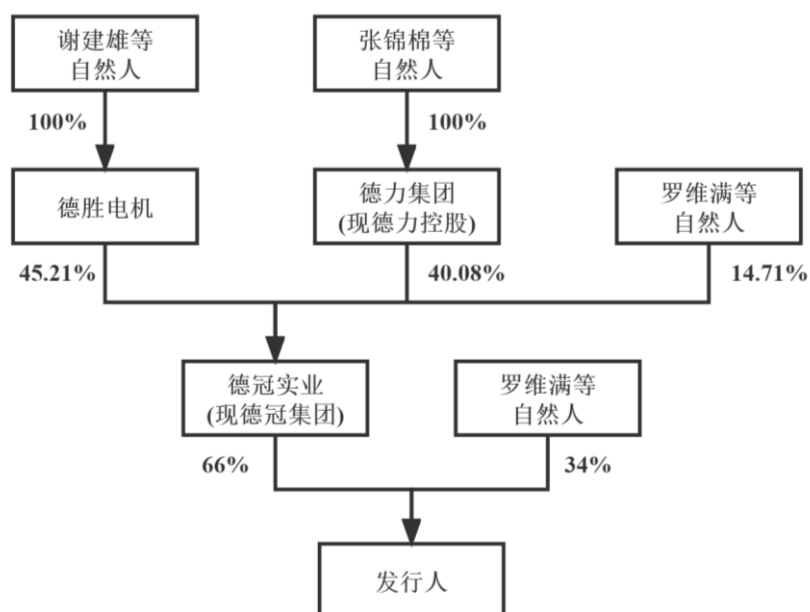 谢建雄等
自然人
张锦棉等
自然人
100%
100%
德胜电机
德力集团
(现德力控股)
罗维满等
自然人
45.21%
40.08%
14.71%
德冠实业
(现德冠集团)
罗维满等
自然人
66%
34%
发行人